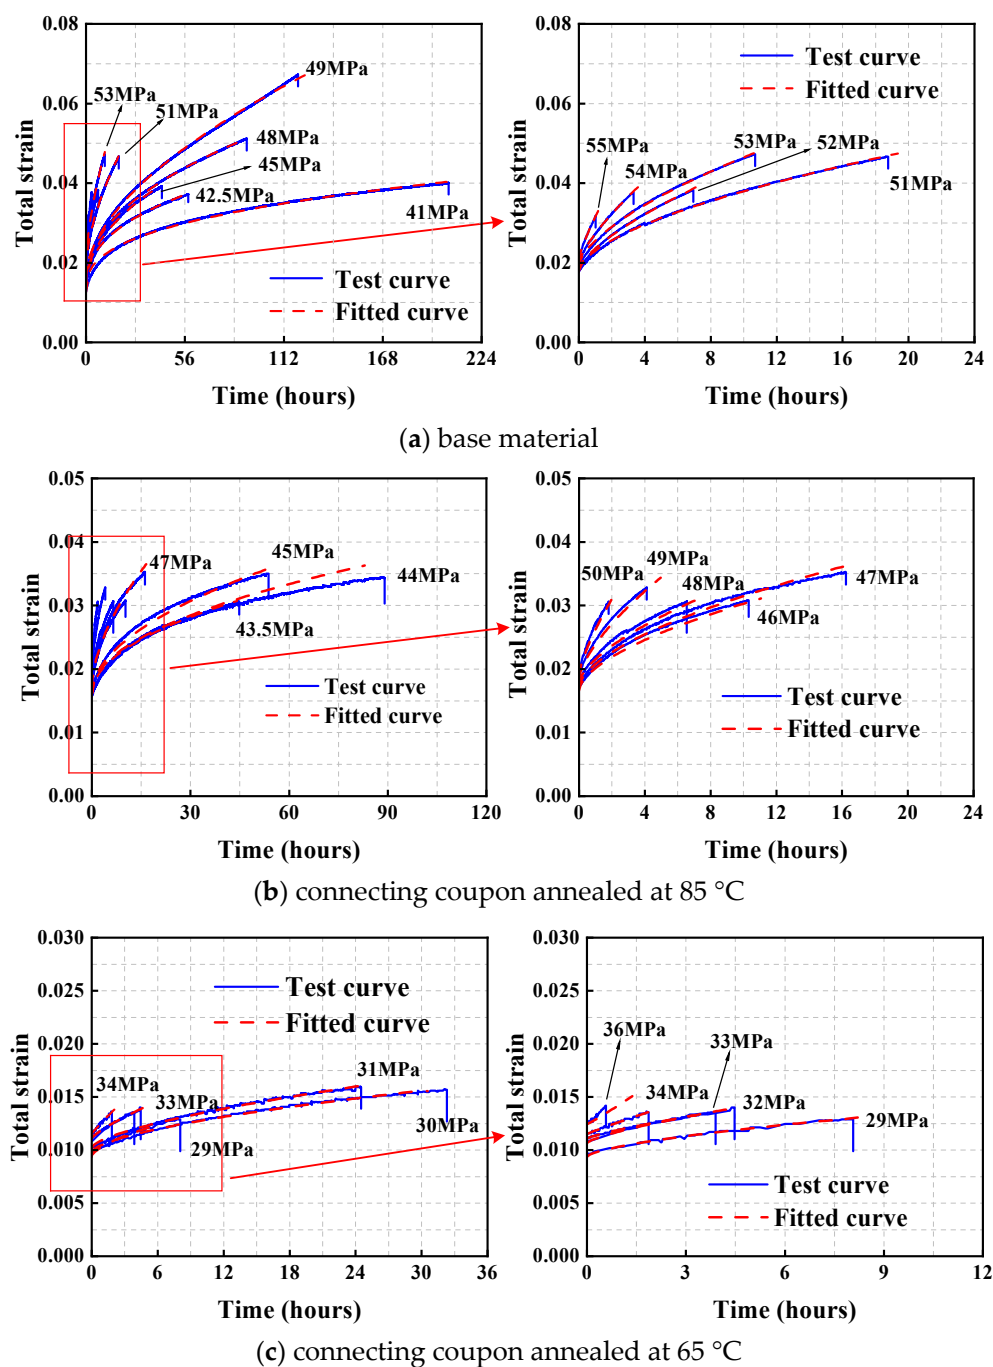 0.08
0.06
0.04
0.02
0.00
Total strain
53MPa
51MPa
49MPa
48MPa
45MPa
42.5MPa
41MPa
Test curve
Fitted curve
0 56 112 168 224
Time (hours)
0.08
0.06
0.04
0.02
0.00
Total strain
Test curve
Fitted curve
55MPa
54MPa
53MPa
52MPa
51MPa
0 4 8 12 16 20 24
Time (hours)
(a) base material
0.05
0.04
0.03
0.02
0.01
0.00
Total strain
47MPa
45MPa
44MPa
43.5MPa
Test curve
Fitted curve
0 30 60 90 120
Time (hours)
0.05
0.04
0.03
0.02
0.01
0.00
Total strain
50MPa
49MPa
48MPa
47MPa
46MPa
Test curve
Fitted curve
0 4 8 12 16 20 24
Time (hours)
(b) connecting coupon annealed at 85 °C
0.030
0.025
0.020
0.015
0.010
0.005
0.000
Total strain
Test curve
Fitted curve
34MPa
33MPa
31MPa
30MPa
29MPa
0 6 12 18 24 30 36
Time (hours)
0.030
0.025
0.020
0.015
0.010
0.005
0.000
Total strain
36MPa
33MPa
34MPa
32MPa
29MPa
Test curve
Fitted curve
0 3 6 9 12
Time (hours)
(c) connecting coupon annealed at 65 °C